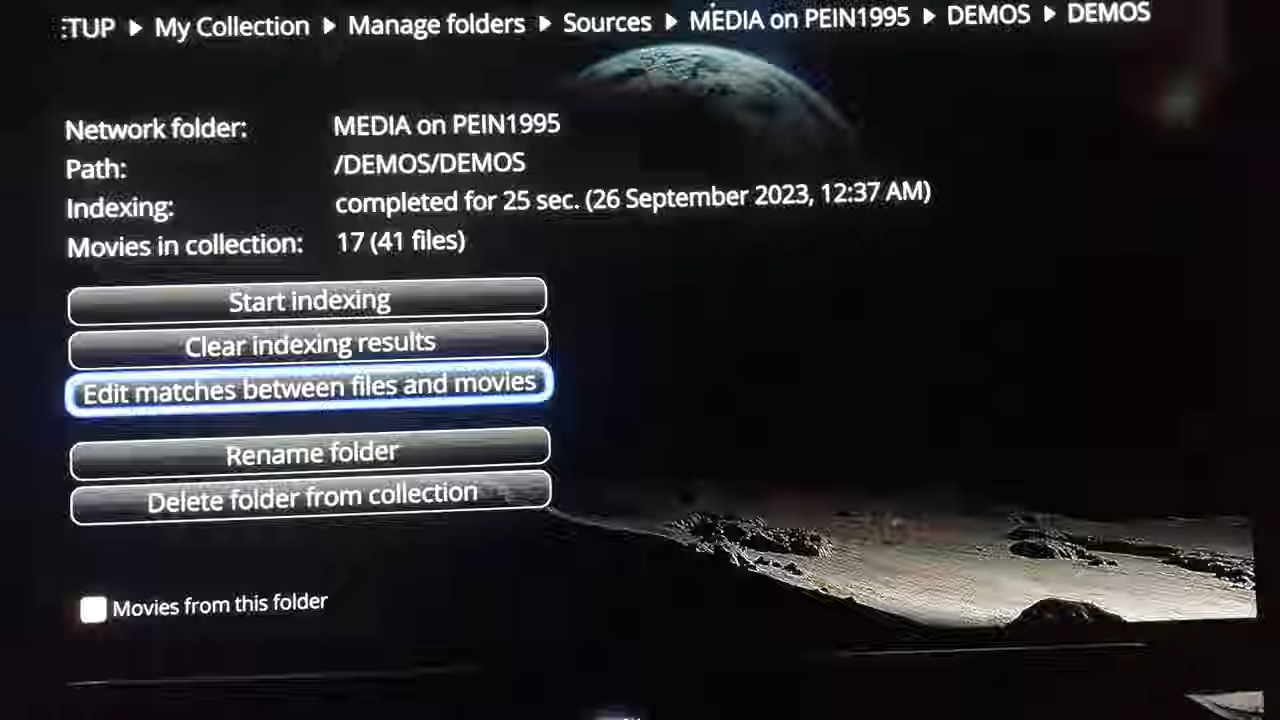 :TUP ▶ My Collection ▶ Manage folders ▶ Sources ▶ MEDIA on PEIN1995 ▶ DEMOS ▶ DEMOS
Network folder: MEDIA on PEIN1995
Path: /DEMOS/DEMOS
Indexing: completed for 25 sec. (26 September 2023, 12:37 AM)
Movies in collection: 17 (41 files)
Start indexing
Clear indexing results
Edit matches between files and movies
Rename folder
Delete folder from collection
Movies from this folder